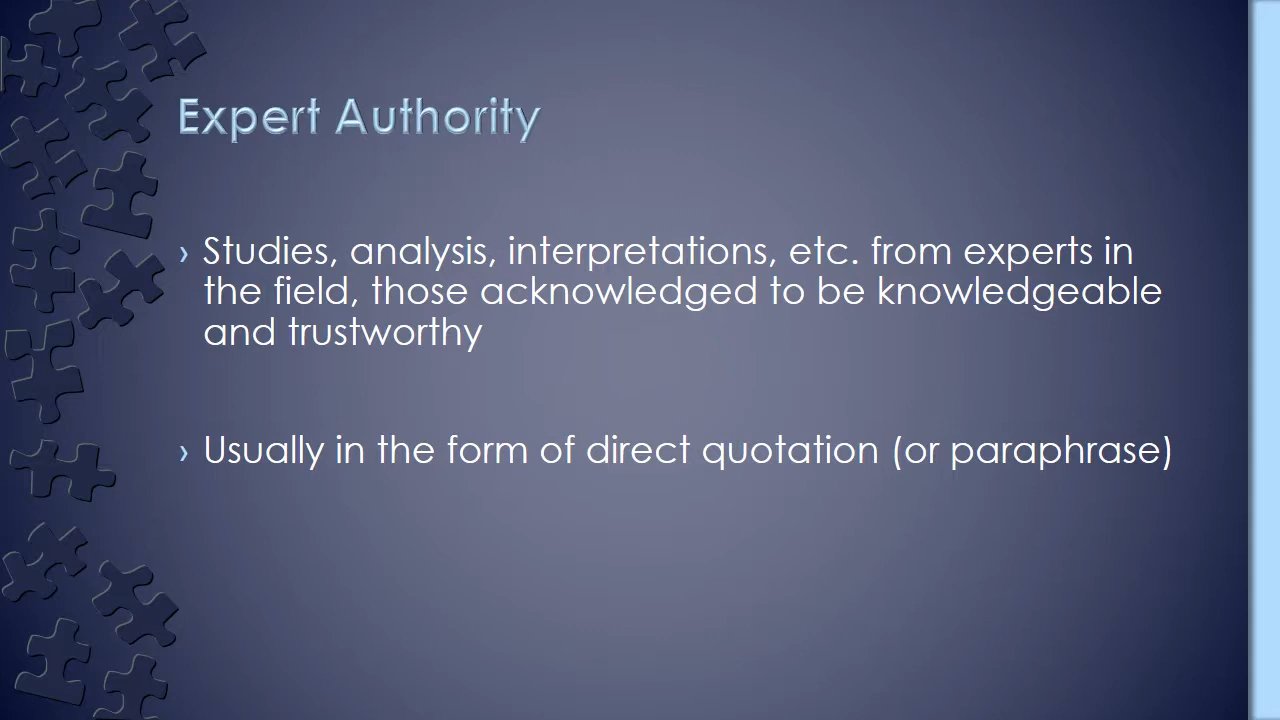 Expert Authority
› Studies, analysis, interpretations, etc. from experts in
the field, those acknowledged to be knowledgeable
and trustworthy
› Usually in the form of direct quotation (or paraphrase)